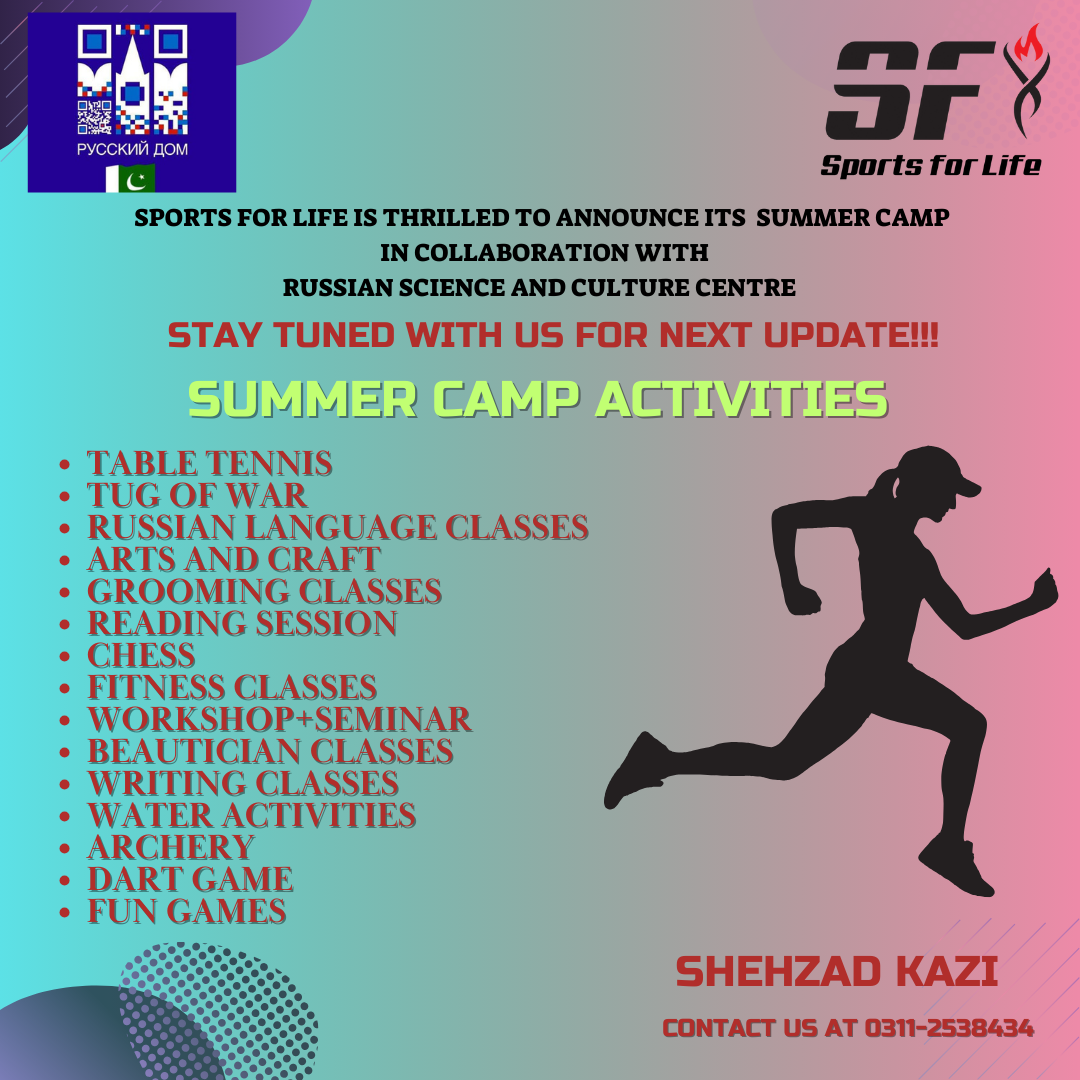 РУССКИЙ ДОМ
SF
Sports for Life
SPORTS FOR LIFE IS THRILLED TO ANNOUNCE ITS SUMMER CAMP
IN COLLABORATION WITH
RUSSIAN SCIENCE AND CULTURE CENTRE
STAY TUNED WITH US FOR NEXT UPDATE!!!
SUMMER CAMP ACTIVITIES
• TABLE TENNIS
• TUG OF WAR
• RUSSIAN LANGUAGE CLASSES
• ARTS AND CRAFT
• GROOMING CLASSES
• READING SESSION
• CHESS
• FITNESS CLASSES
• WORKSHOP+SEMINAR
• BEAUTICIAN CLASSES
• WRITING CLASSES
• WATER ACTIVITIES
• ARCHERY
• DART GAME
• FUN GAMES
SHEHZAD KAZI
CONTACT US AT 0311-2538434